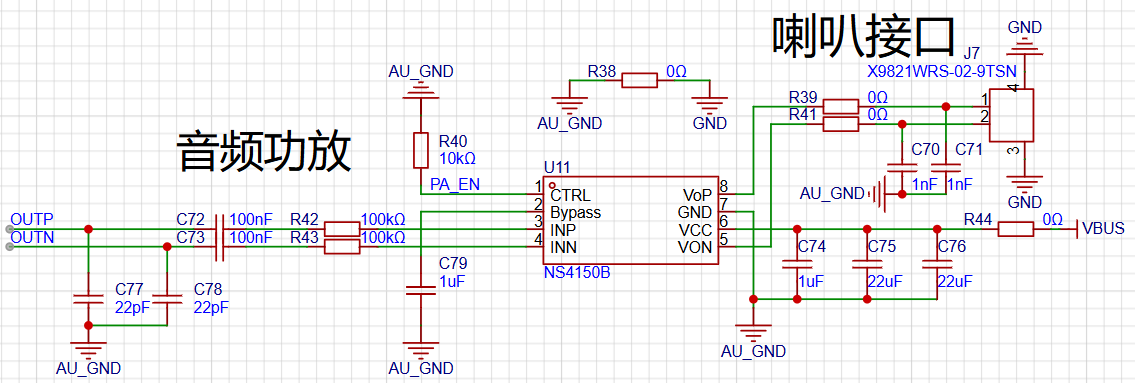 喇叭接口
GND
J7
X9821WRS-02-9TSN
AU_GND
R38 0Ω
R39 0Ω
R41 0Ω
1
2
4
3
AU_GND
GND
音频功放
R40
10kΩ
U11
C70
C71
1nF
1nF
PA_EN
AU_GND
GND
1 CTRL
VoP 8
2 Bypass
GND 7
3 INP
VCC 6
4 INN
VON 5
NS4150B
OUTP
C72 100nF
R42 100kΩ
R44 0Ω
VBUS
OUTN
C73 100nF
R43 100kΩ
C74
1uF
C75
22uF
C76
22uF
C79
1uF
C77
22pF
C78
22pF
AU_GND
AU_GND
AU_GND